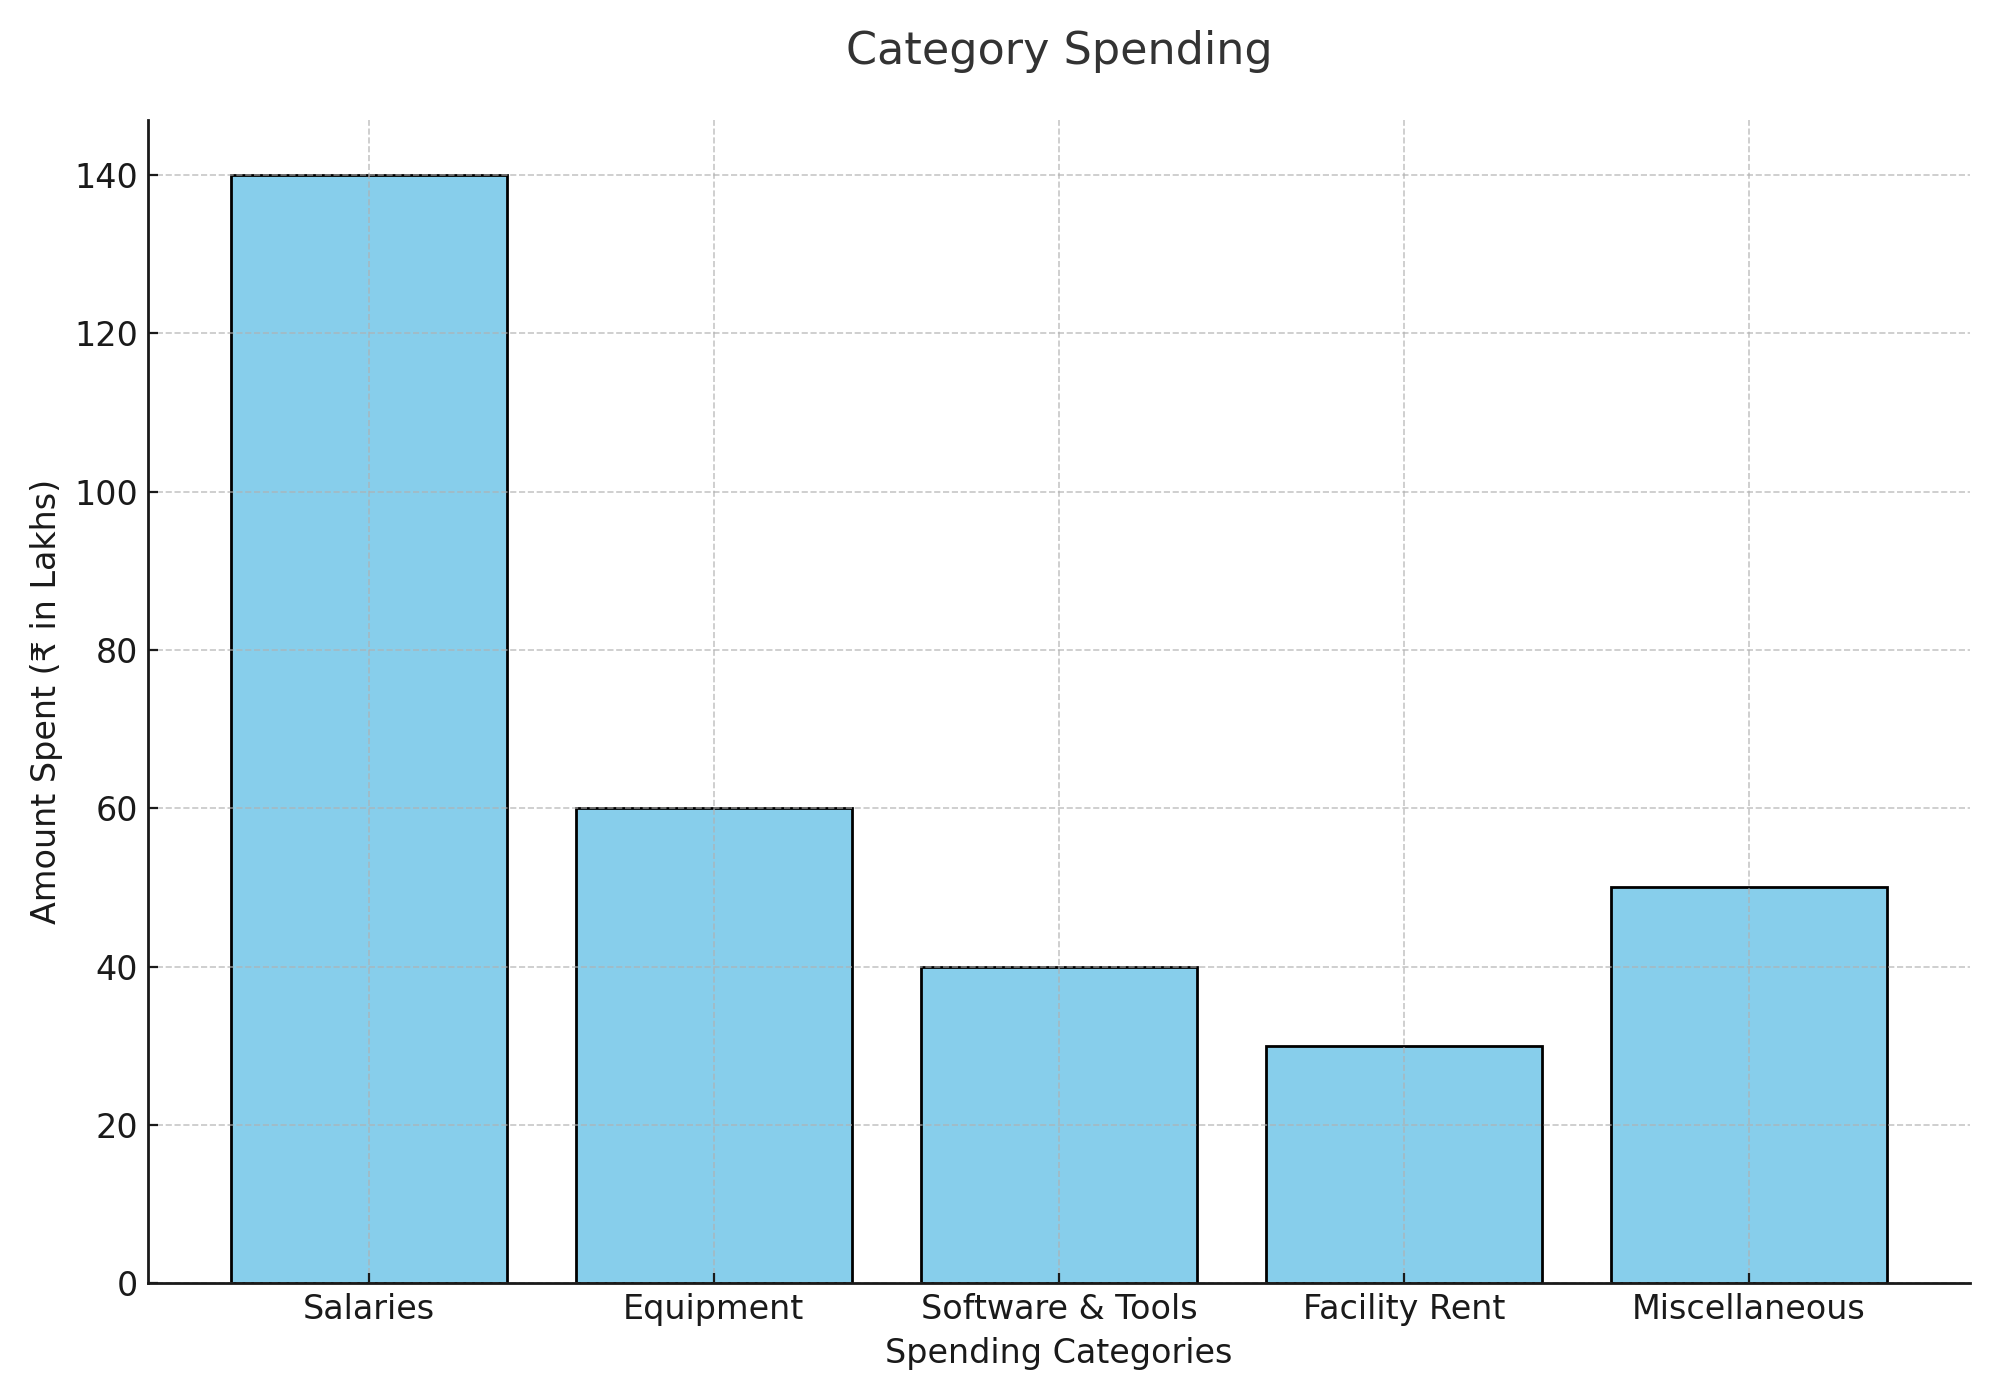 Category Spending
Amount Spent (₹ in Lakhs)
140
120
100
80
60
40
20
0
Salaries
Equipment
Software & Tools
Facility Rent
Miscellaneous
Spending Categories